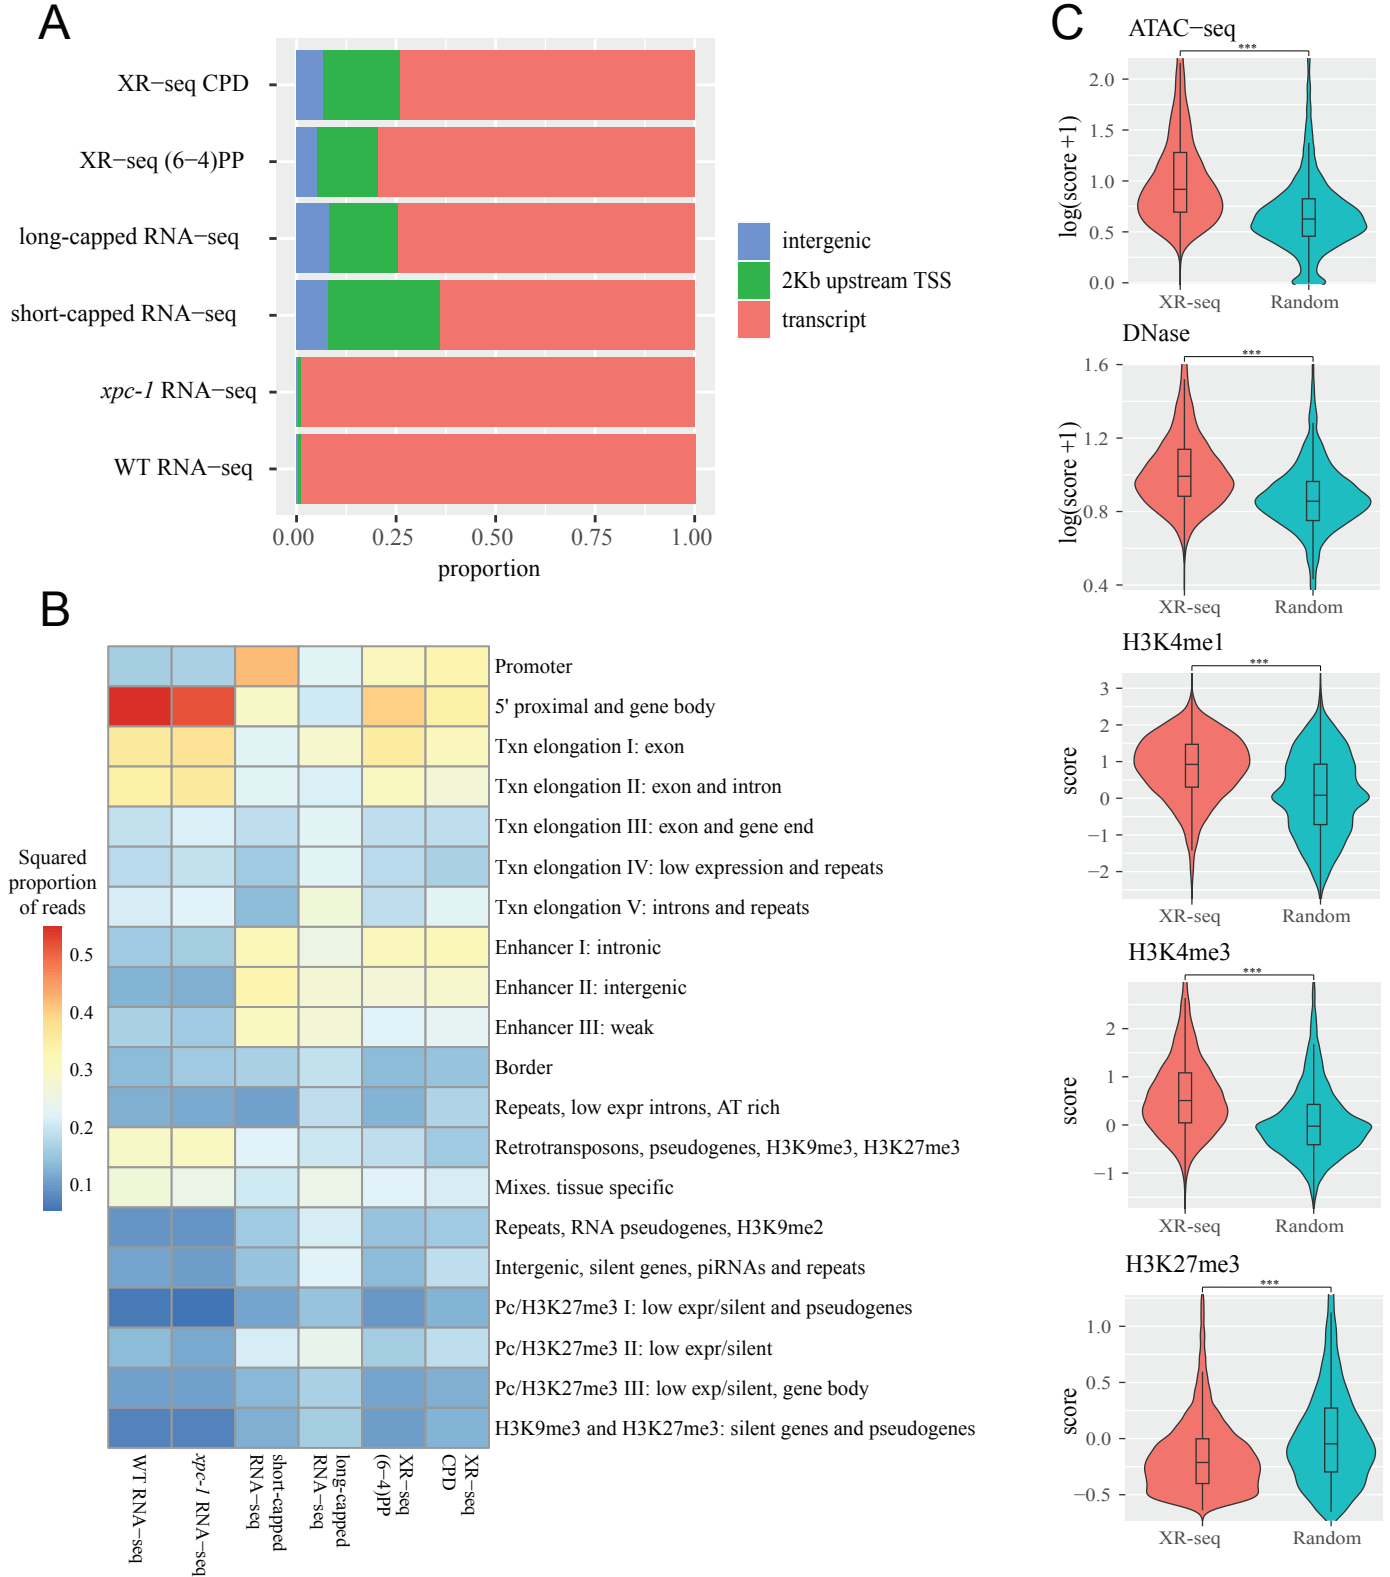 A
XR−seq CPD
XR−seq (6−4)PP
long-capped RNA−seq
short-capped RNA−seq
xpc-1 RNA−seq
WT RNA−seq
0.00
0.25
0.50
0.75
1.00
proportion
intergenic
2Kb upstream TSS
transcript
B
Promoter
5' proximal and gene body
Txn elongation I: exon
Txn elongation II: exon and intron
Txn elongation III: exon and gene end
Txn elongation IV: low expression and repeats
Txn elongation V: introns and repeats
Enhancer I: intronic
Enhancer II: intergenic
Enhancer III: weak
Border
Repeats, low expr introns, AT rich
Retrotransposons, pseudogenes, H3K9me3, H3K27me3
Mixes. tissue specific
Repeats, RNA pseudogenes, H3K9me2
Intergenic, silent genes, piRNAs and repeats
Pc/H3K27me3 I: low expr/silent and pseudogenes
Pc/H3K27me3 II: low expr/silent
Pc/H3K27me3 III: low exp/silent, gene body
H3K9me3 and H3K27me3: silent genes and pseudogenes
Squared
proportion
of reads
0.5
0.4
0.3
0.2
0.1
WT RNA−seq
xpc-1 RNA−seq
short-capped
RNA−seq
long-capped
RNA−seq
XR−seq
(6−4)PP
XR−seq
CPD
C
ATAC−seq
***
log(score +1)
2.0
1.5
1.0
0.5
0.0
XR−seq
Random
DNase
***
log(score +1)
1.6
1.2
0.8
0.4
XR−seq
Random
H3K4me1
***
score
3
2
1
0
−1
−2
XR−seq
Random
H3K4me3
***
score
2
1
0
−1
XR−seq
Random
H3K27me3
***
score
1.0
0.5
0.0
−0.5
XR−seq
Random